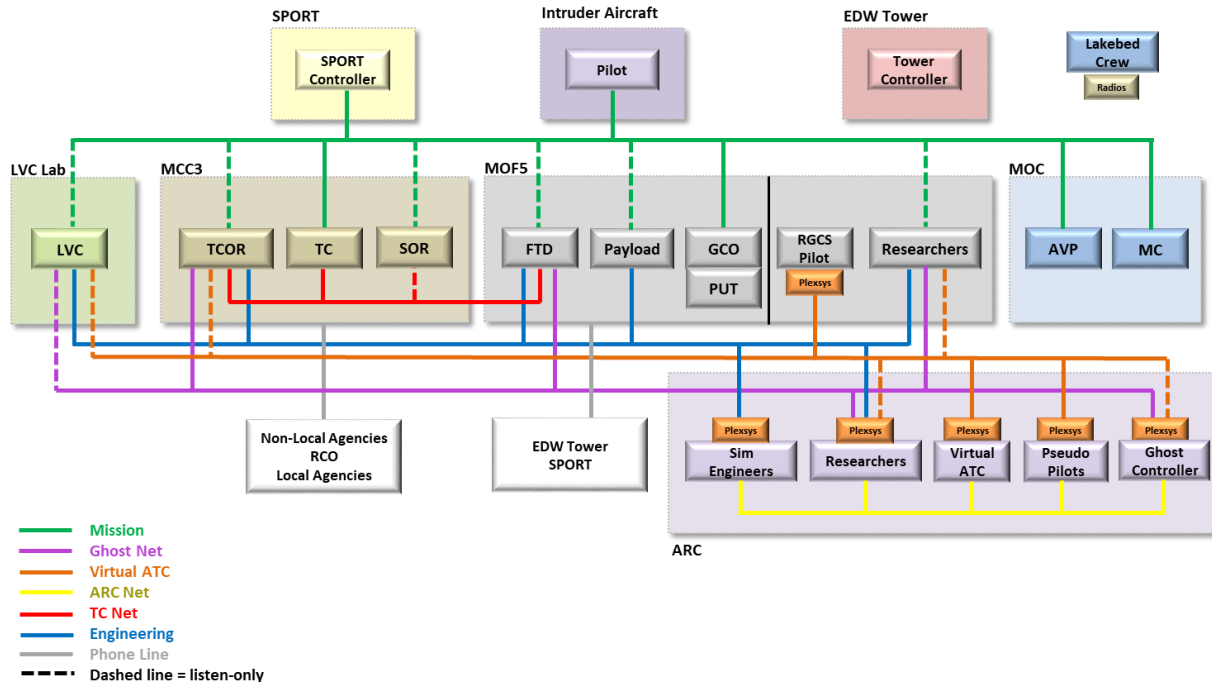 SPORT
Intruder Aircraft
EDW Tower
SPORT
Controller
Pilot
Tower
Controller
Lakebed
Crew
Radios
LVC Lab
MCC3
MOF5
MOC
LVC
TCOR
TC
SOR
FTD
Payload
GCO
PUT
RGCS
Pilot
Plexsys
Researchers
AVP
MC
Non-Local Agencies
RCO
Local Agencies
EDW Tower
SPORT
Plexsys
Plexsys
Plexsys
Plexsys
Plexsys
Sim
Engineers
Researchers
Virtual
ATC
Pseudo
Pilots
Ghost
Controller
ARC
Mission
Ghost Net
Virtual ATC
ARC Net
TC Net
Engineering
Phone Line
Dashed line = listen-only